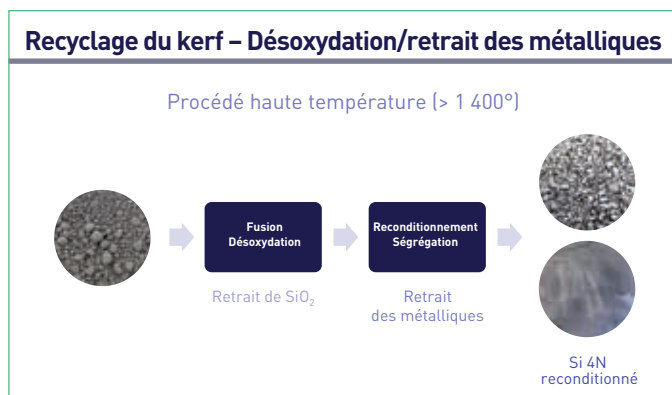 Recyclage du kerf – Désoxydation/retrait des métalliques
Procédé haute température (> 1 400°)
Fusion
Désoxydation
Reconditionnement
Ségrégation
Retrait de SiO₂
Retrait
des métalliques
Si 4N
reconditionné